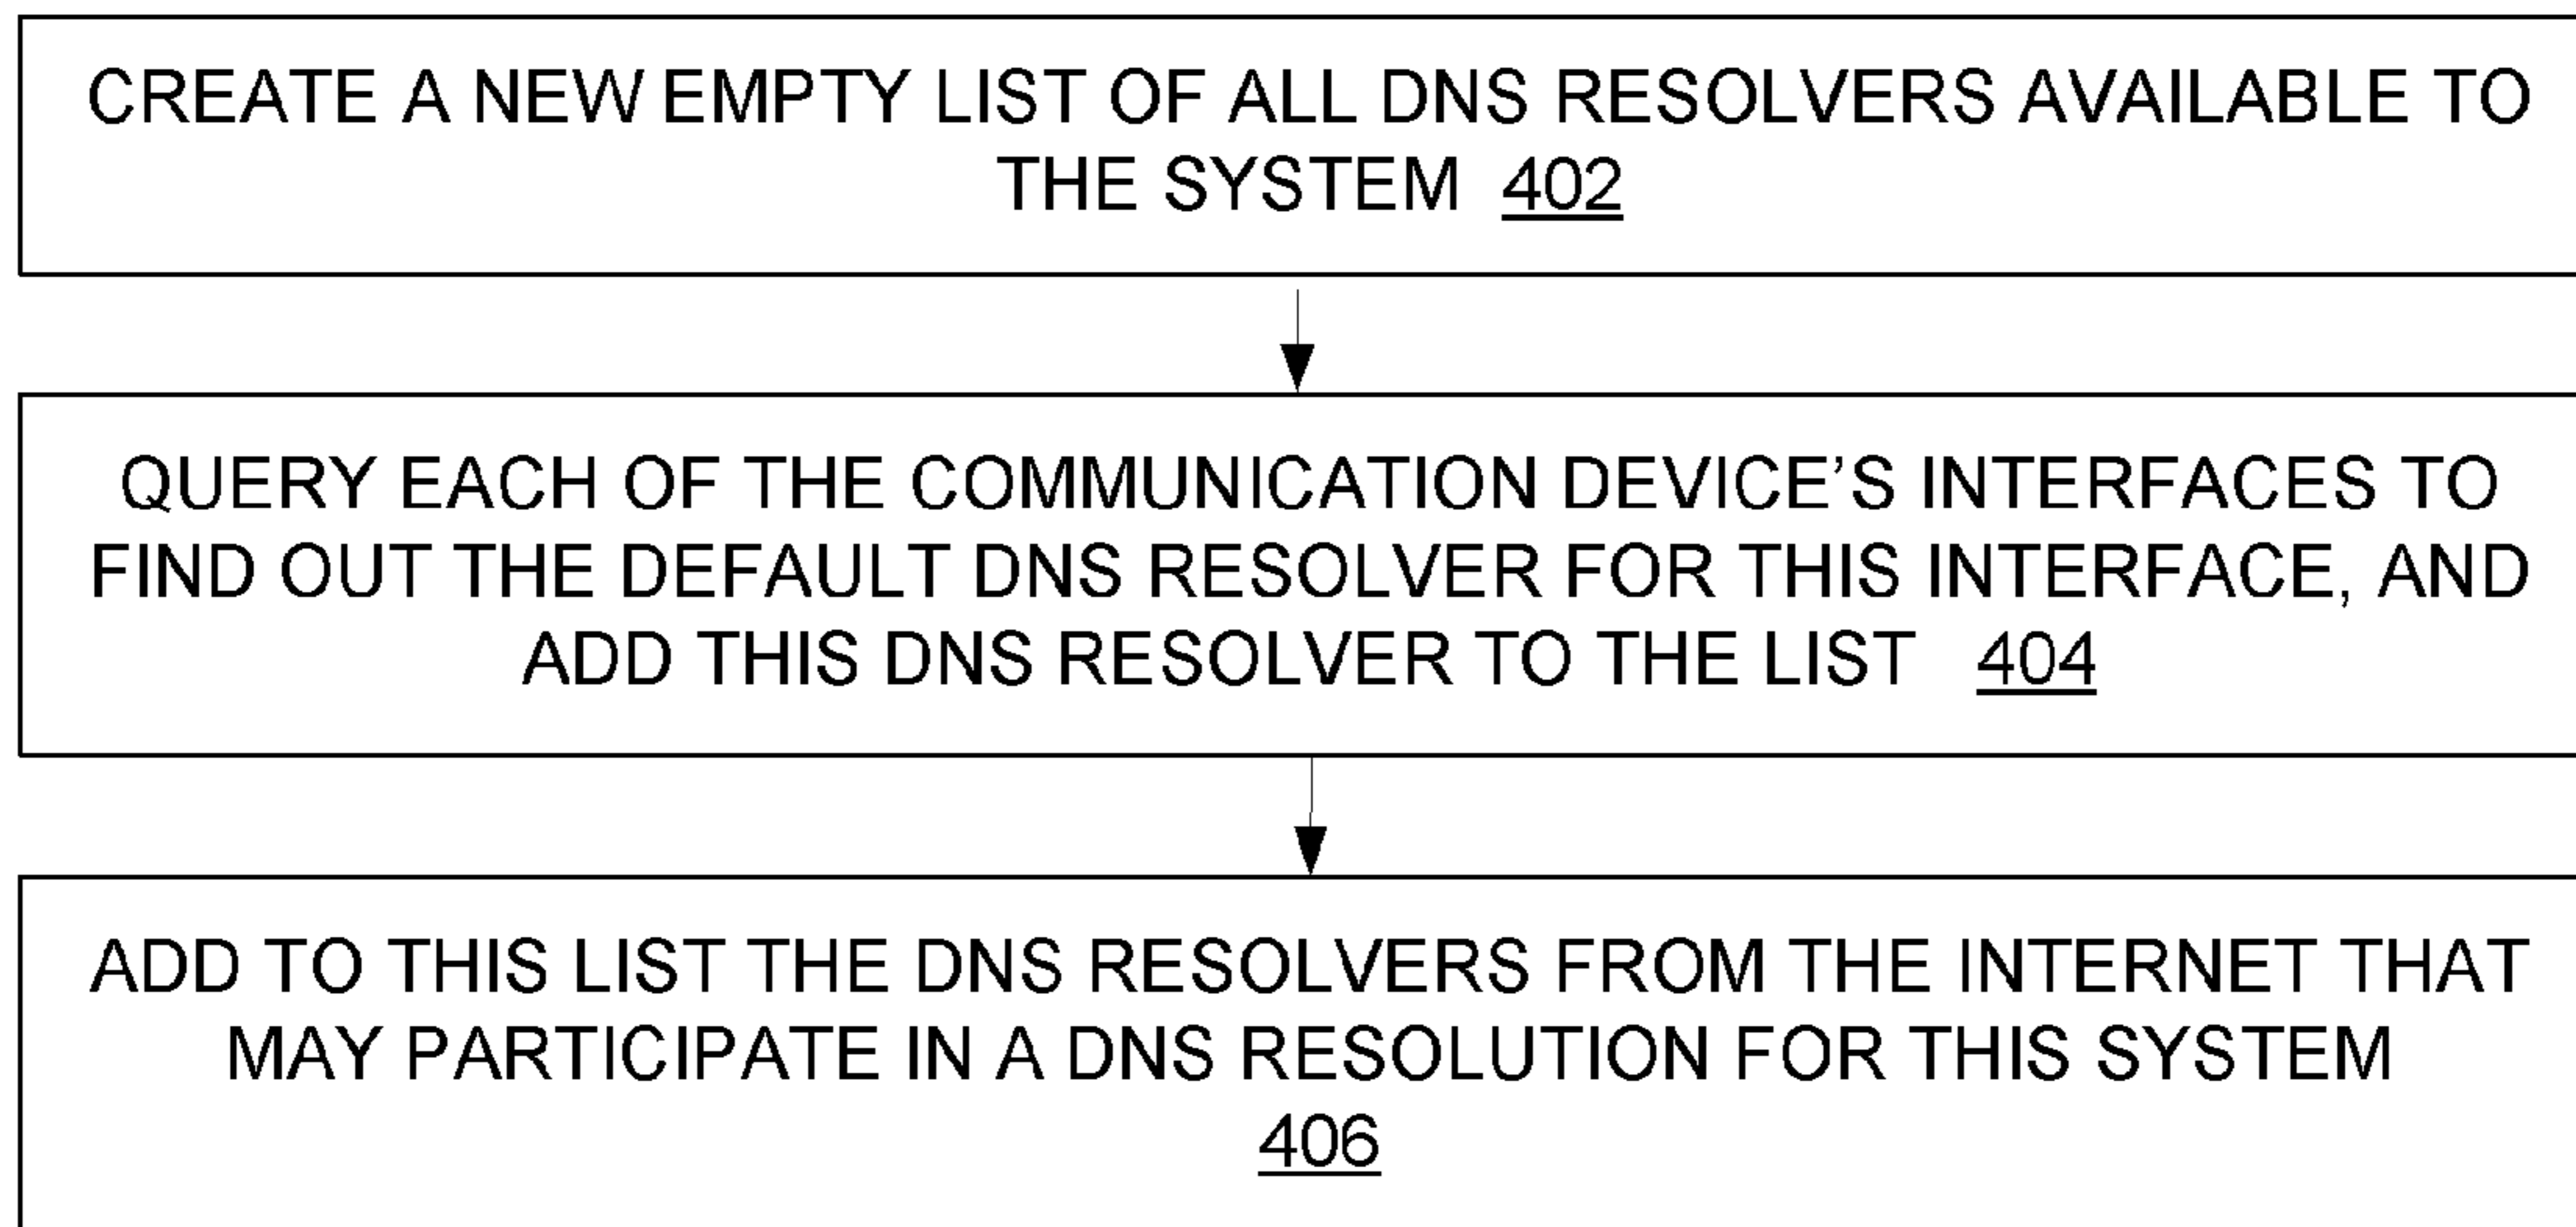 CREATE A NEW EMPTY LIST OF ALL DNS RESOLVERS AVAILABLE TO
THE SYSTEM 402
QUERY EACH OF THE COMMUNICATION DEVICE’S INTERFACES TO
FIND OUT THE DEFAULT DNS RESOLVER FOR THIS INTERFACE, AND
ADD THIS DNS RESOLVER TO THE LIST 404
ADD TO THIS LIST THE DNS RESOLVERS FROM THE INTERNET THAT
MAY PARTICIPATE IN A DNS RESOLUTION FOR THIS SYSTEM
406